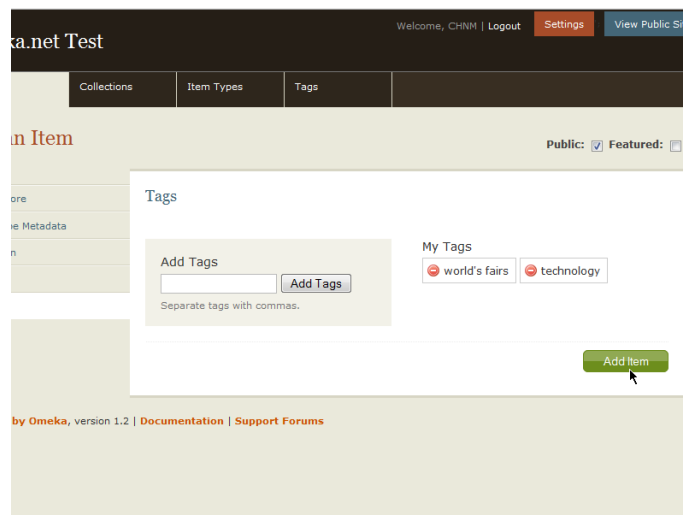 Welcome, CHNM | Logout Settings View Public Si
ka.net Test
Collections Item Types Tags
n Item
Public: Featured:
ore
Tags
e Metadata
n
My Tags
Add Tags
world's fairs technology
Add Tags
Separate tags with commas.
Add Item
by Omeka, version 1.2 | Documentation | Support Forums